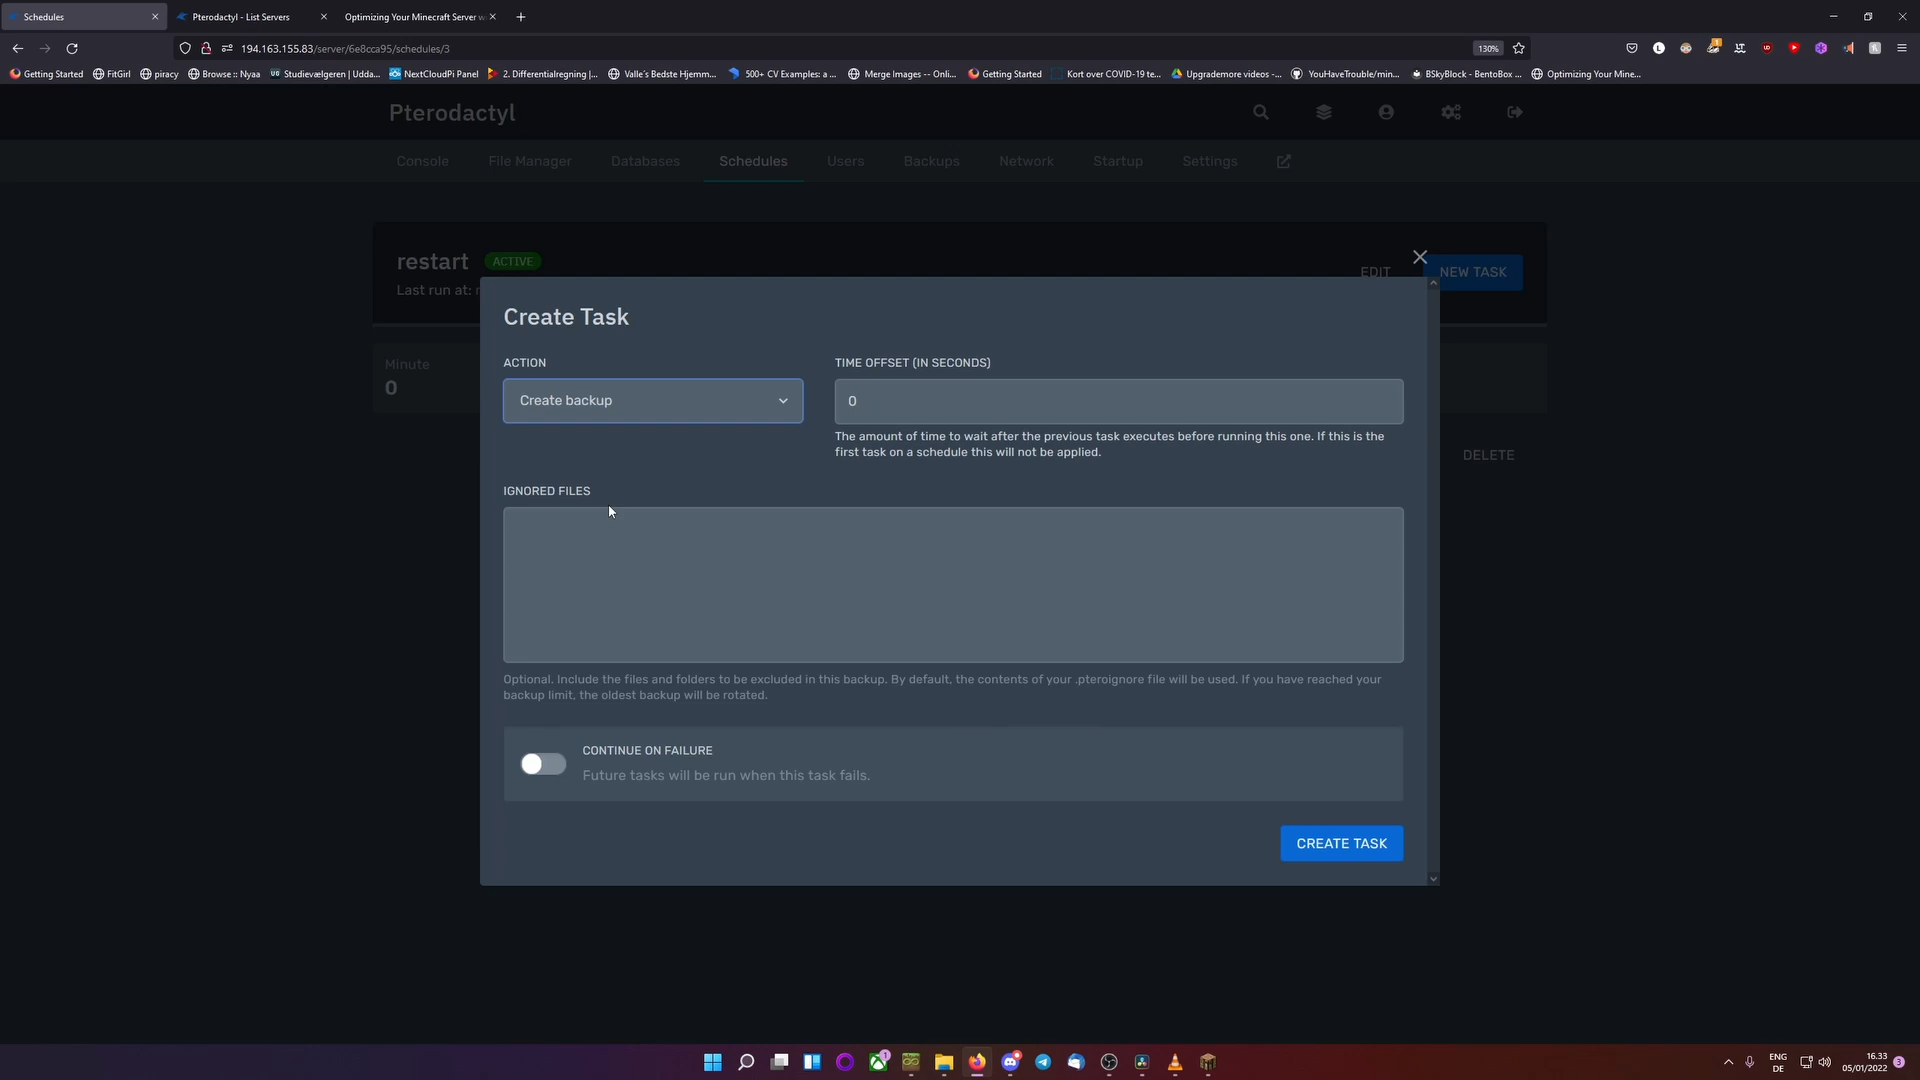 Schedules
Pterodactyl - List Servers
Optimizing Your Minecraft Server w
194.163.155.83/server/6e8cca95/schedules/3
130%
Getting Started
FitGirl
piracy
Browse :: Nyaa
Studievælgeren | Udda...
NextCloudPi Panel
2. Differentialregning |...
Valle´s Bedste Hjemm...
500+ CV Examples: a ...
Merge Images -- Onli...
Getting Started
Kort over COVID-19 te...
Upgrademore videos -...
YouHaveTrouble/min...
BSkyBlock - BentoBox ...
Optimizing Your Mine...
Pterodactyl
Console
File Manager
Databases
Schedules
Users
Backups
Network
Startup
Settings
restart
ACTIVE
Last run at:
EDIT
NEW TASK
Minute
0
DELETE
Create Task
ACTION
Create backup
TIME OFFSET (IN SECONDS)
0
The amount of time to wait after the previous task executes before running this one. If this is the
first task on a schedule this will not be applied.
IGNORED FILES
Optional. Include the files and folders to be excluded in this backup. By default, the contents of your .pteroignore file will be used. If you have reached your
backup limit, the oldest backup will be rotated.
CONTINUE ON FAILURE
Future tasks will be run when this task fails.
CREATE TASK
ENG
DE
16.33
05/01/2022
3